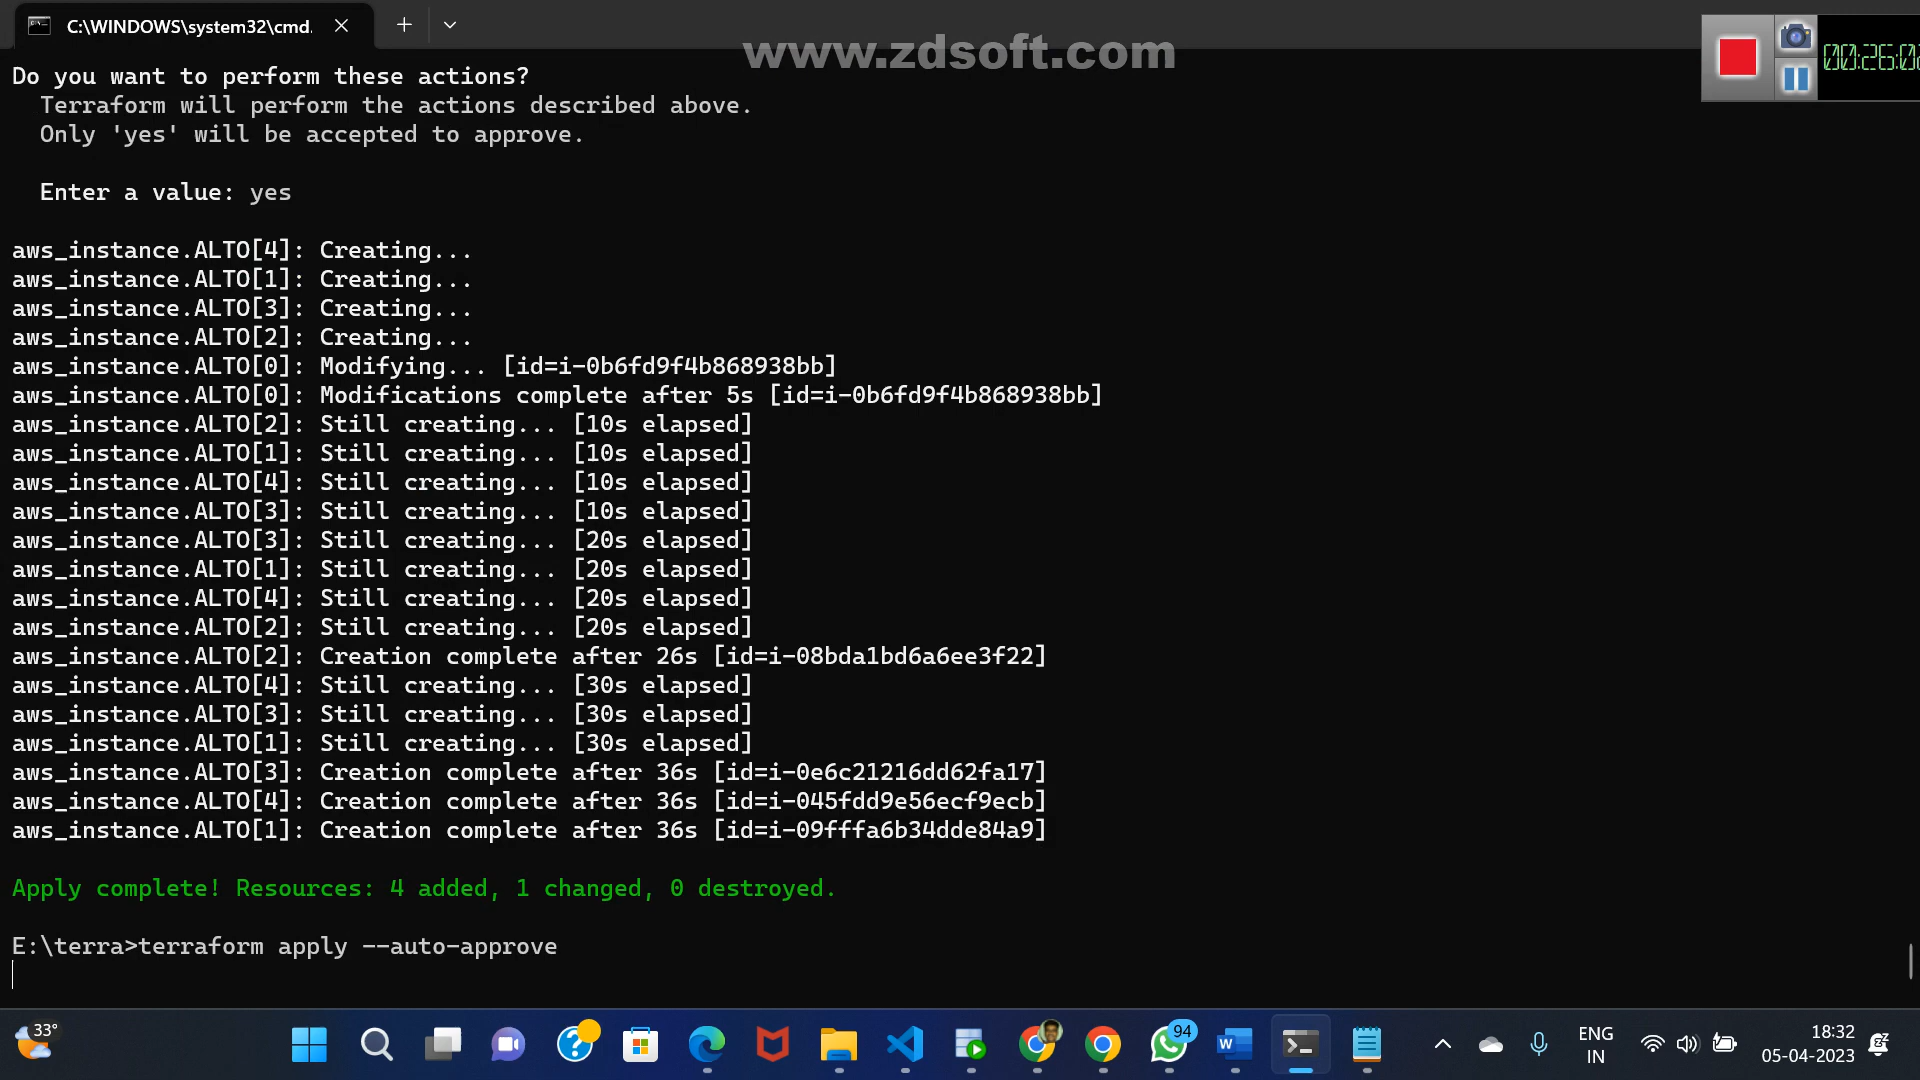 C:\WINDOWS\system32\cmd.
www.zdsoft.com
Do you want to perform these actions?
Terraform will perform the actions described above.
Only 'yes' will be accepted to approve.
Enter a value: yes
aws_instance.ALTO[4]: Creating...
aws_instance.ALTO[1]: Creating...
aws_instance.ALTO[3]: Creating...
aws_instance.ALTO[2]: Creating...
aws_instance.ALTO[0]: Modifying... [id=i-0b6fd9f4b868938bb]
aws_instance.ALTO[0]: Modifications complete after 5s [id=i-0b6fd9f4b868938bb]
aws_instance.ALTO[2]: Still creating... [10s elapsed]
aws_instance.ALTO[1]: Still creating... [10s elapsed]
aws_instance.ALTO[4]: Still creating... [10s elapsed]
aws_instance.ALTO[3]: Still creating... [10s elapsed]
aws_instance.ALTO[3]: Still creating... [20s elapsed]
aws_instance.ALTO[1]: Still creating... [20s elapsed]
aws_instance.ALTO[4]: Still creating... [20s elapsed]
aws_instance.ALTO[2]: Still creating... [20s elapsed]
aws_instance.ALTO[2]: Creation complete after 26s [id=i-08bda1bd6a6ee3f22]
aws_instance.ALTO[4]: Still creating... [30s elapsed]
aws_instance.ALTO[3]: Still creating... [30s elapsed]
aws_instance.ALTO[1]: Still creating... [30s elapsed]
aws_instance.ALTO[3]: Creation complete after 36s [id=i-0e6c21216dd62fa17]
aws_instance.ALTO[4]: Creation complete after 36s [id=i-045fdd9e56ecf9ecb]
aws_instance.ALTO[1]: Creation complete after 36s [id=i-09fffa6b34dde84a9]
Apply complete! Resources: 4 added, 1 changed, 0 destroyed.
E:\terra>terraform apply --auto-approve
33°
94
ENG
IN
18:32
05-04-2023